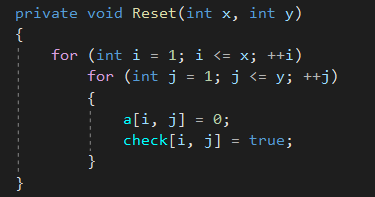 private void Reset(int x, int y)
{
    for (int i = 1; i <= x; ++i)
        for (int j = 1; j <= y; ++j)
        {
            a[i, j] = 0;
            check[i, j] = true;
        }
}